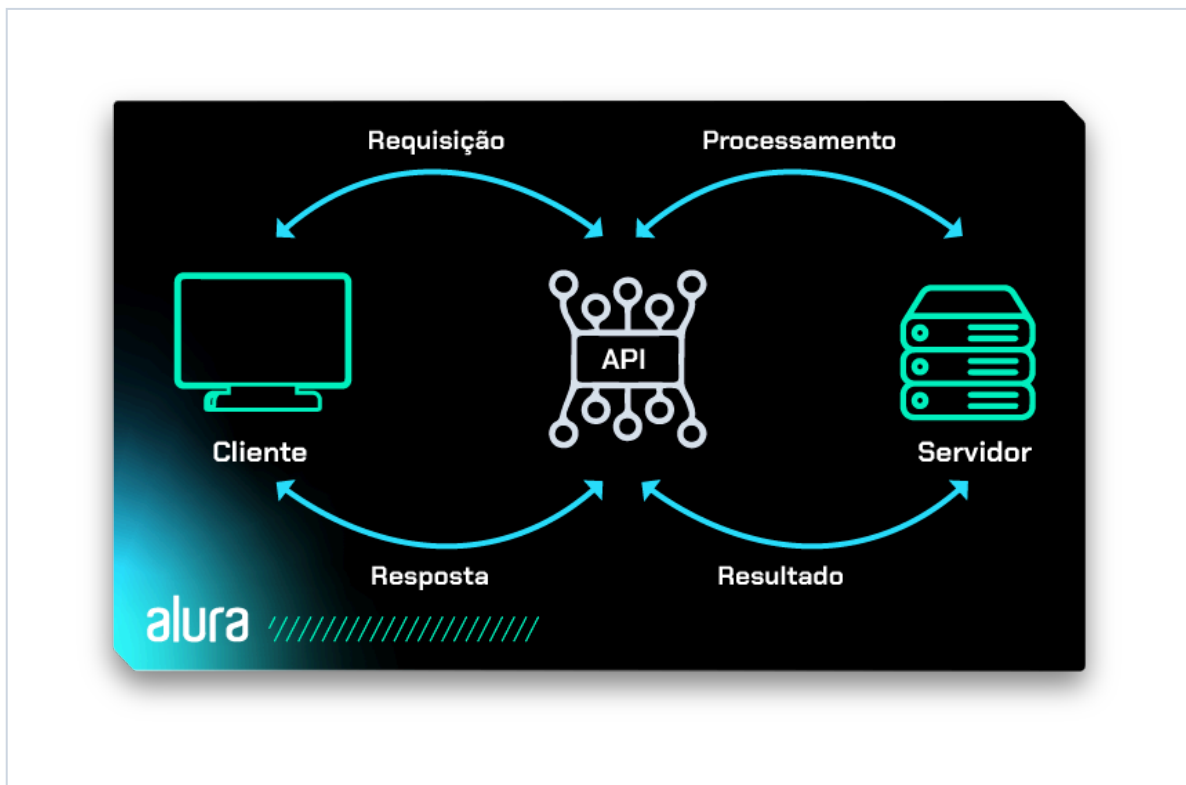 Requisição
Processamento
API
Cliente
Servidor
Resposta
Resultado
alura